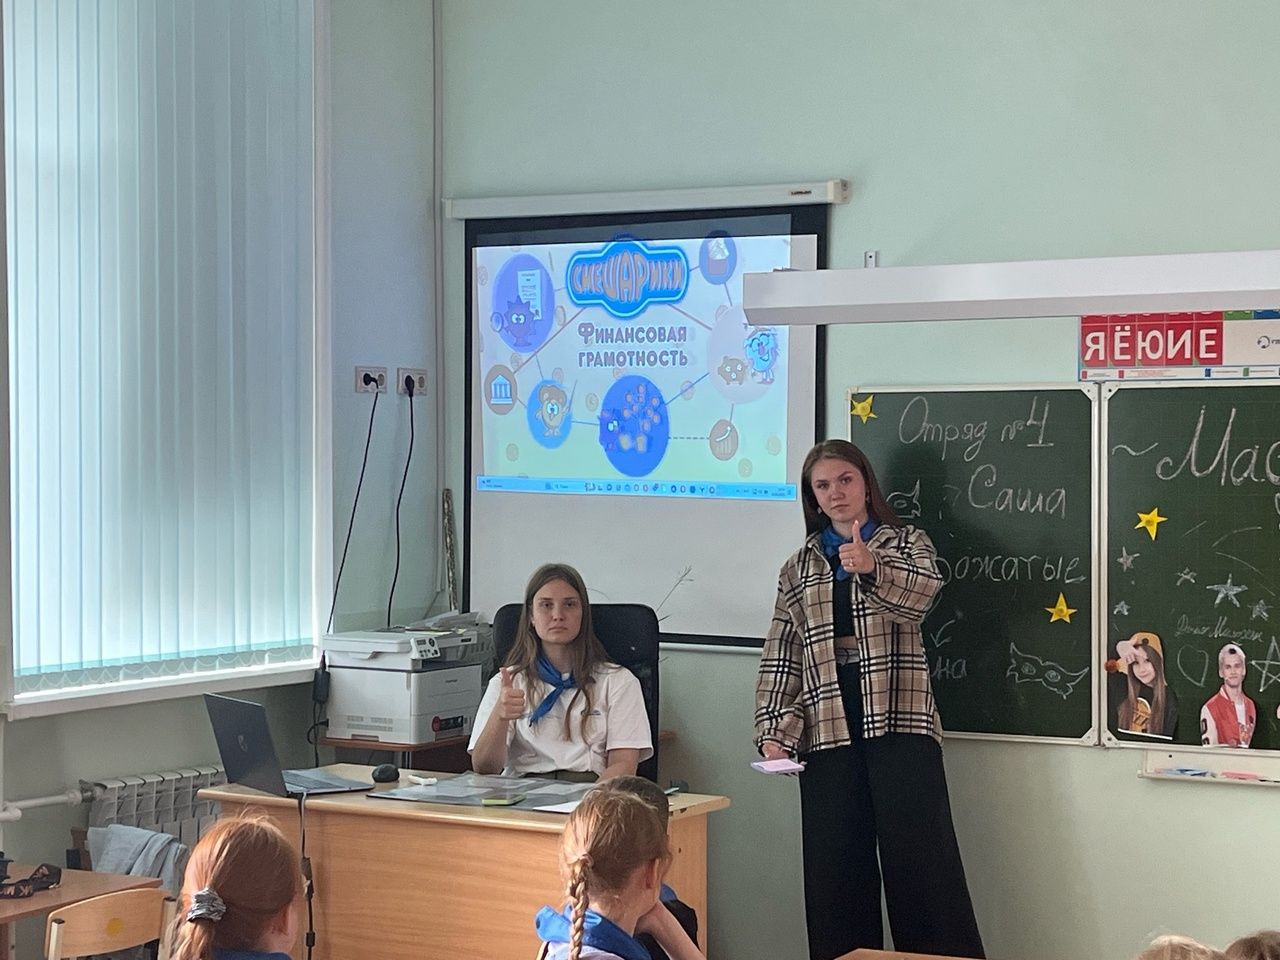 СМЕШАРИКИ
ФИНАНСОВАЯ
ГРАМОТНОСТЬ
ЯЁЮИЕ
Отряд №4
Саша
ожатые
на
~Мас